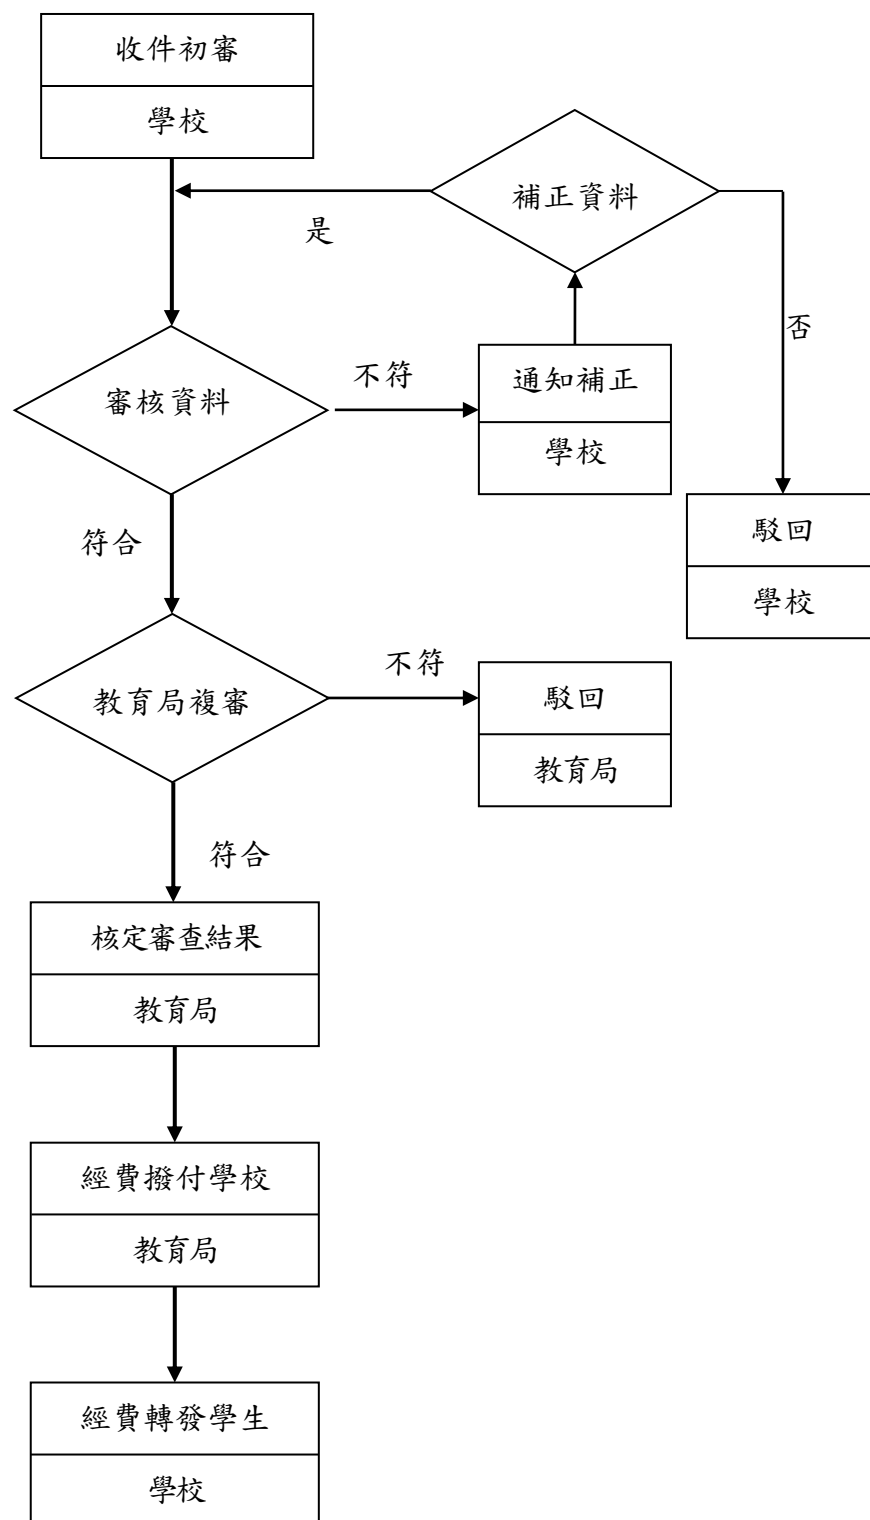 收件初審
學校
補正資料
是
否
審核資料
不符
通知補正
學校
駁回
學校
符合
教育局複審
不符
駁回
教育局
符合
核定審查結果
教育局
經費撥付學校
教育局
經費轉發學生
學校